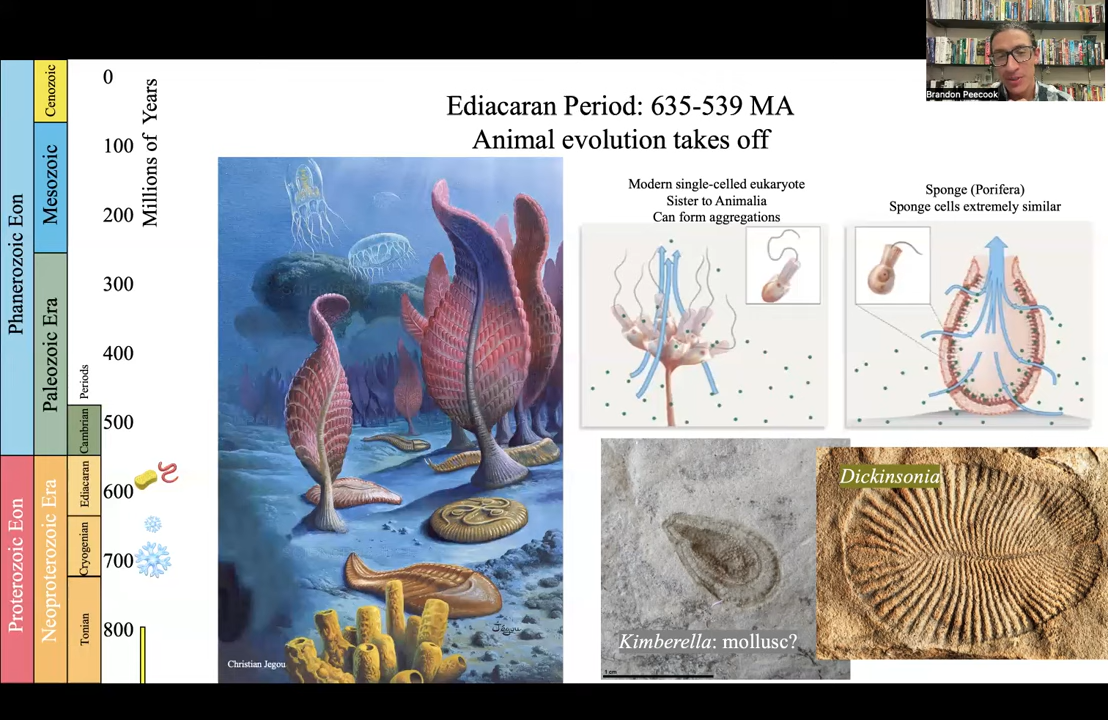 Brandon Peecook
Ediacaran Period: 635-539 MA
Animal evolution takes off
Phanerozoic Eon
Proterozoic Eon
Cenozoic
Mesozoic
Paleozoic Era
Neoproterozoic Era
Periods
Cambrian
Ediacaran
Cryogenian
Tonian
Millions of Years
0
100
200
300
400
500
600
700
800
Christian Jegou
Modern single-celled eukaryote
Sister to Animalia
Can form aggregations
Sponge (Porifera)
Sponge cells extremely similar
Kimberella: mollusc?
1 cm
Dickinsonia